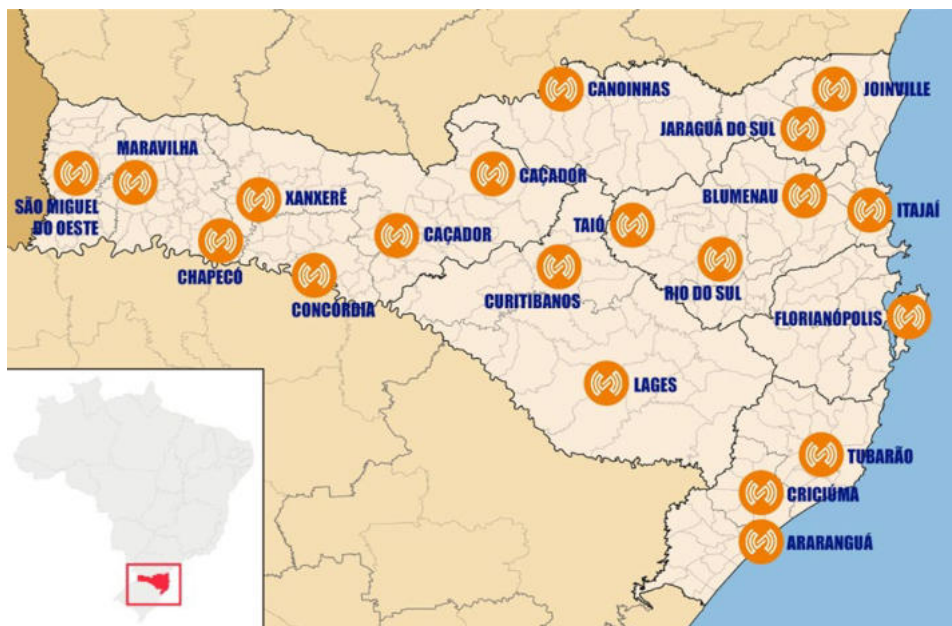 CANOINHAS
JOINVILLE
JARAGUÁ DO SUL
MARAVILHA
CAÇADOR
BLUMENAU
XANXERÊ
SÃO MIGUEL
DO OESTE
ITAJAÍ
TAIÓ
CAÇADOR
CHAPECÓ
RIO DO SUL
CURITIBANOS
CONCÓRDIA
FLORIANÓPOLIS
LAGES
TUBARÃO
CRICIÚMA
ARARANGUÁ